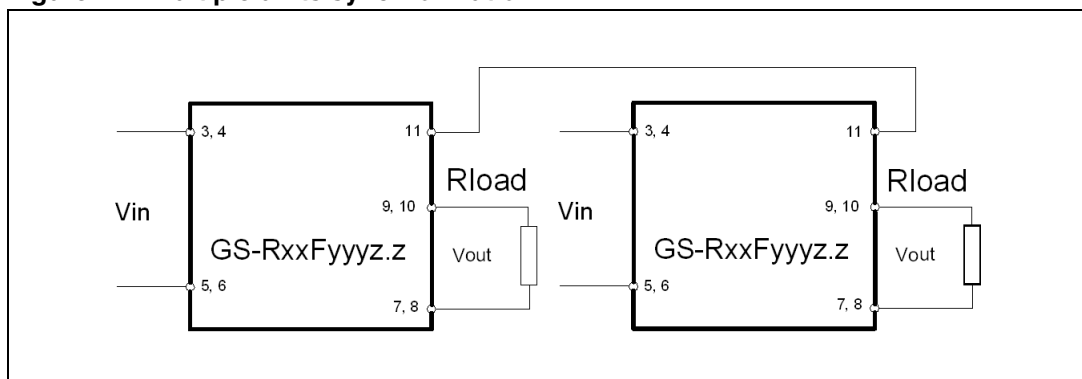 3, 4
11
3, 4
11
Rload
Rload
Vin
9, 10
Vin
9, 10
GS-RxxFyyyz.z
Vout
GS-RxxFyyyz.z
Vout
5, 6
7, 8
5, 6
7, 8